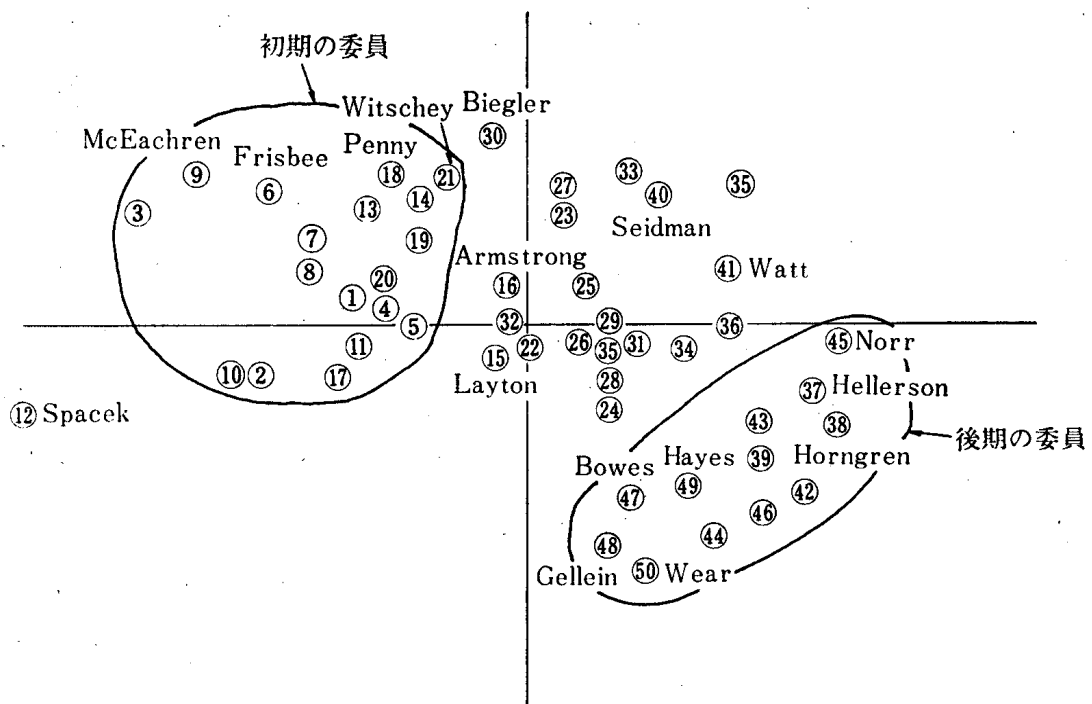 初期の委員
Witschey Biegler
McEachren
Frisbee
Penny
㉚
⑨
⑥
⑱
㉑
㉗
㉝
㉟
③
⑬
⑭
㊵
㉓
Seidman
⑦
⑲
Armstrong
⑧
⑳
⑯
㉕
㊶ Watt
①
④
⑤
㉜
㉙
㊱
⑪
⑮
㉒
㉖
㉟
㉛
㉞
㊺ Norr
⑩
②
⑰
Layton
㉘
㊲ Hellerson
⑫ Spacek
㉔
㊸
㊳
後期の委員
Bowes
Hayes
㊴
Horngren
㊼
㊾
㊷
㊻
㊽
㊹
Gellein
㊿ Wear